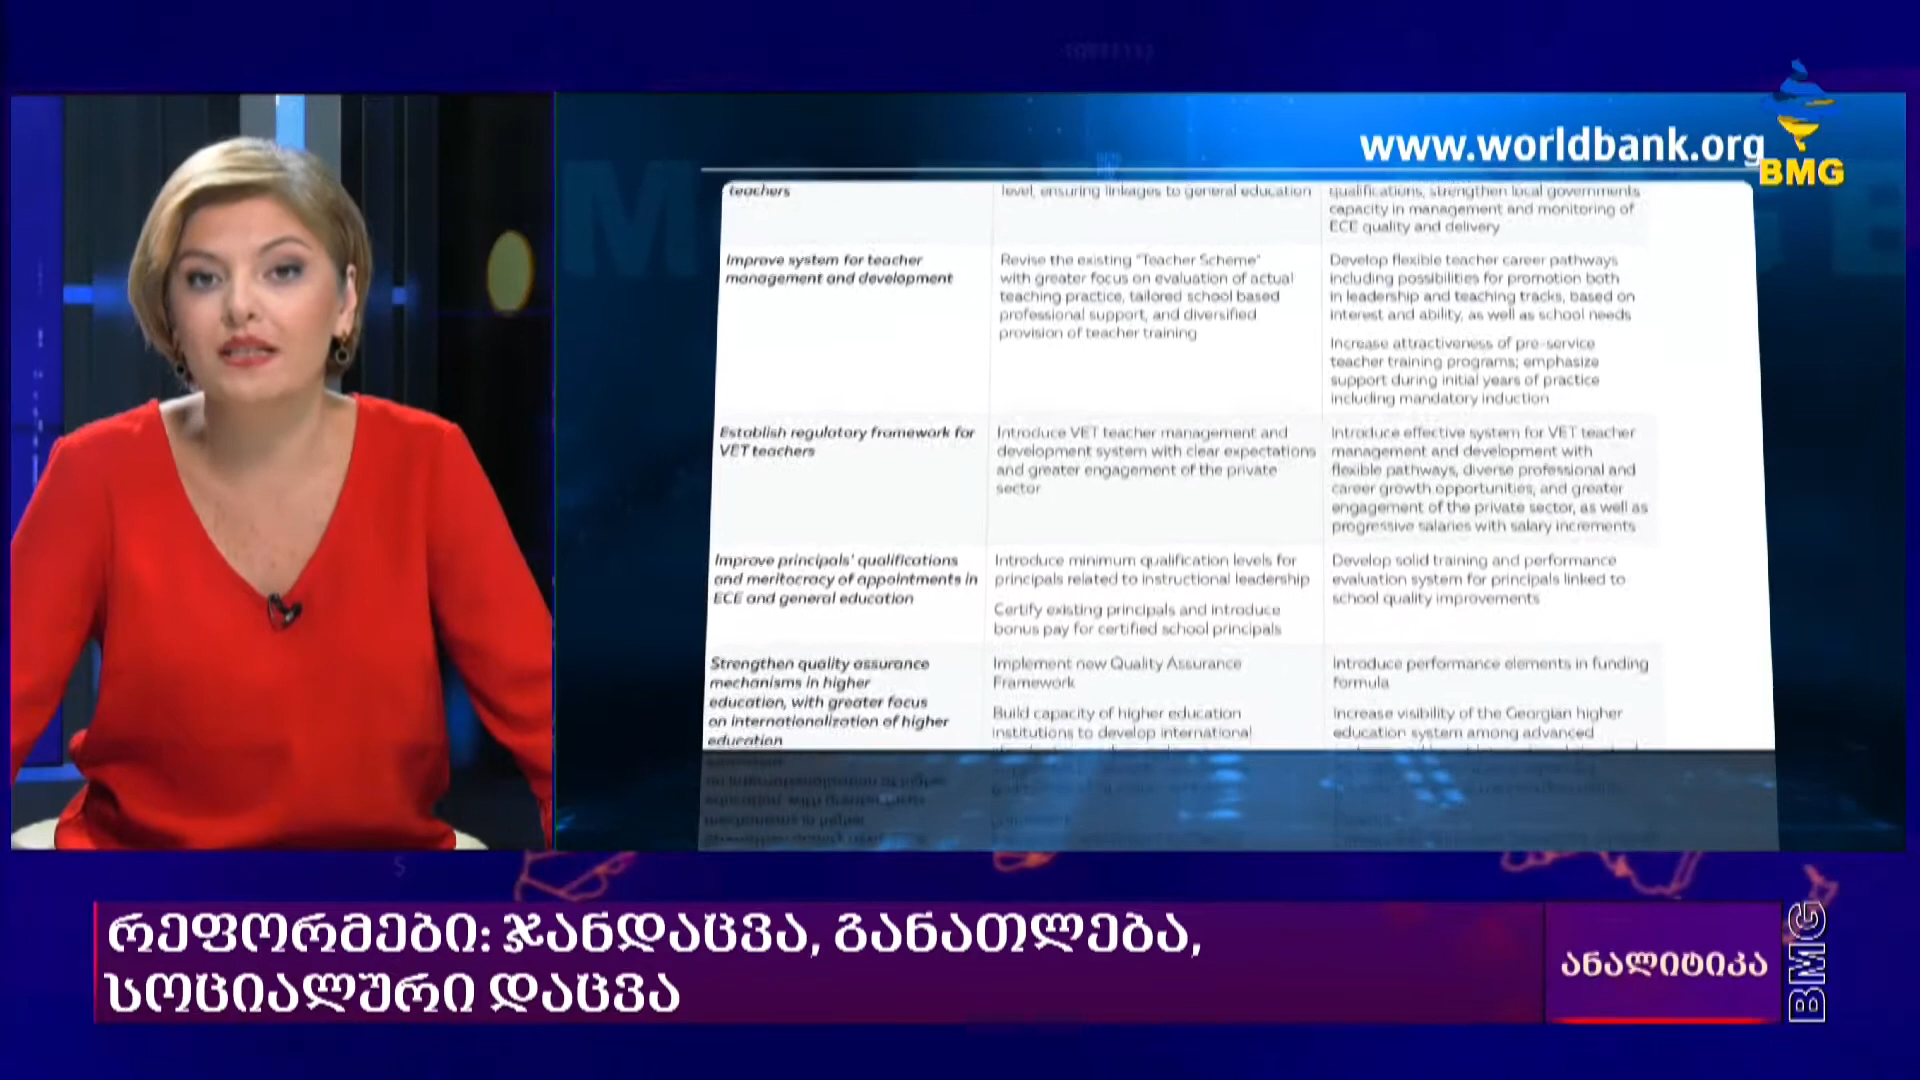 www.worldbank.org
BMG
teachers
level, ensuring linkages to general education
qualifications, strengthen local governments
capacity in management and monitoring of
ECE quality and delivery
Improve system for teacher
management and development
Revise the existing "Teacher Scheme"
with greater focus on evaluation of actual
teaching practice, tailored school based
professional support, and diversified
provision of teacher training
Develop flexible teacher career pathways
including possibilities for promotion both
in leadership and teaching tracks, based on
interest and ability, as well as school needs
Increase attractiveness of pre-service
teacher training programs; emphasize
support during initial years of practice
including mandatory induction
Establish regulatory framework for
VET teachers
Introduce VET teacher management and
development system with clear expectations
and greater engagement of the private
sector
Introduce effective system for VET teacher
management and development with
flexible pathways, diverse professional and
career growth opportunities, and greater
engagement of the private sector, as well as
progressive salaries with salary increments
Improve principals' qualifications
and meritocracy of appointments in
ECE and general education
Introduce minimum qualification levels for
principals related to instructional leadership
Certify existing principals and introduce
bonus pay for certified school principals
Develop solid training and performance
evaluation system for principals linked to
school quality improvements
Strengthen quality assurance
mechanisms in higher
education, with greater focus
on internationalization of higher
education
Implement new Quality Assurance
Framework
Build capacity of higher education
institutions to develop international
Introduce performance elements in funding
formula
Increase visibility of the Georgian higher
education system among advanced
რეფორმები: ჯანდაცვა, განათლება,
სოციალური დაცვა
ანალიტიკა
BMG